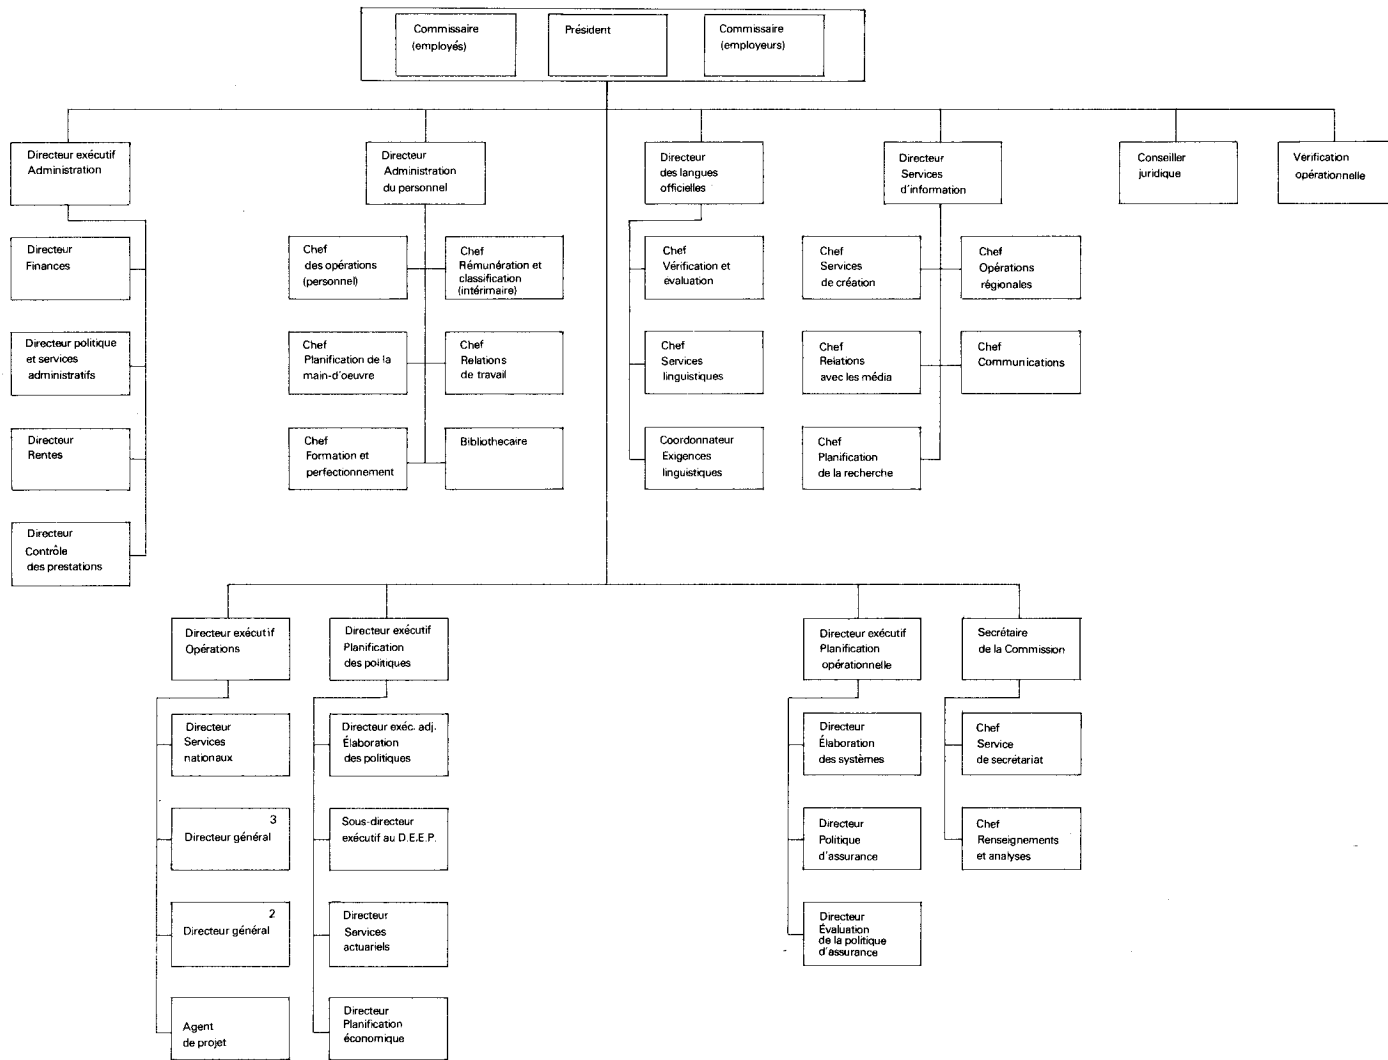 Commissaire
(employés)
Président
Commissaire
(employeurs)
Directeur exécutif
Administration
Directeur
Administration
du personnel
Directeur
des langues
officielles
Directeur
Services
d'information
Conseiller
juridique
Vérification
opérationnelle
Directeur
Finances
Chef
des opérations
(personnel)
Chef
Rémunération et
classification
(intérimaire)
Chef
Vérification et
évaluation
Chef
Services
de création
Chef
Opérations
régionales
Directeur politique
et services
administratifs
Chef
Planification de la
main-d'oeuvre
Chef
Relations
de travail
Chef
Services
linguistiques
Chef
Relations
avec les média
Chef
Communications
Directeur
Rentes
Chef
Formation et
perfectionnement
Bibliothecaire
Coordonnateur
Exigences
linguistiques
Chef
Planification
de la recherche
Directeur
Contrôle
des prestations
Directeur exécutif
Opérations
Directeur exécutif
Planification
des politiques
Directeur exécutif
Planification
opérationnelle
Secrétaire
de la Commission
Directeur
Services
nationaux
Directeur exéc. adj.
Élaboration
des politiques
Directeur
Élaboration
des systèmes
Chef
Service
de secrétariat
3
Directeur général
Sous-directeur
exécutif au D.E.E.P.
Directeur
Politique
d'assurance
Chef
Renseignements
et analyses
2
Directeur général
Directeur
Services
actuariels
Directeur
Évaluation
de la politique
d'assurance
Agent
de projet
Directeur
Planification
économique